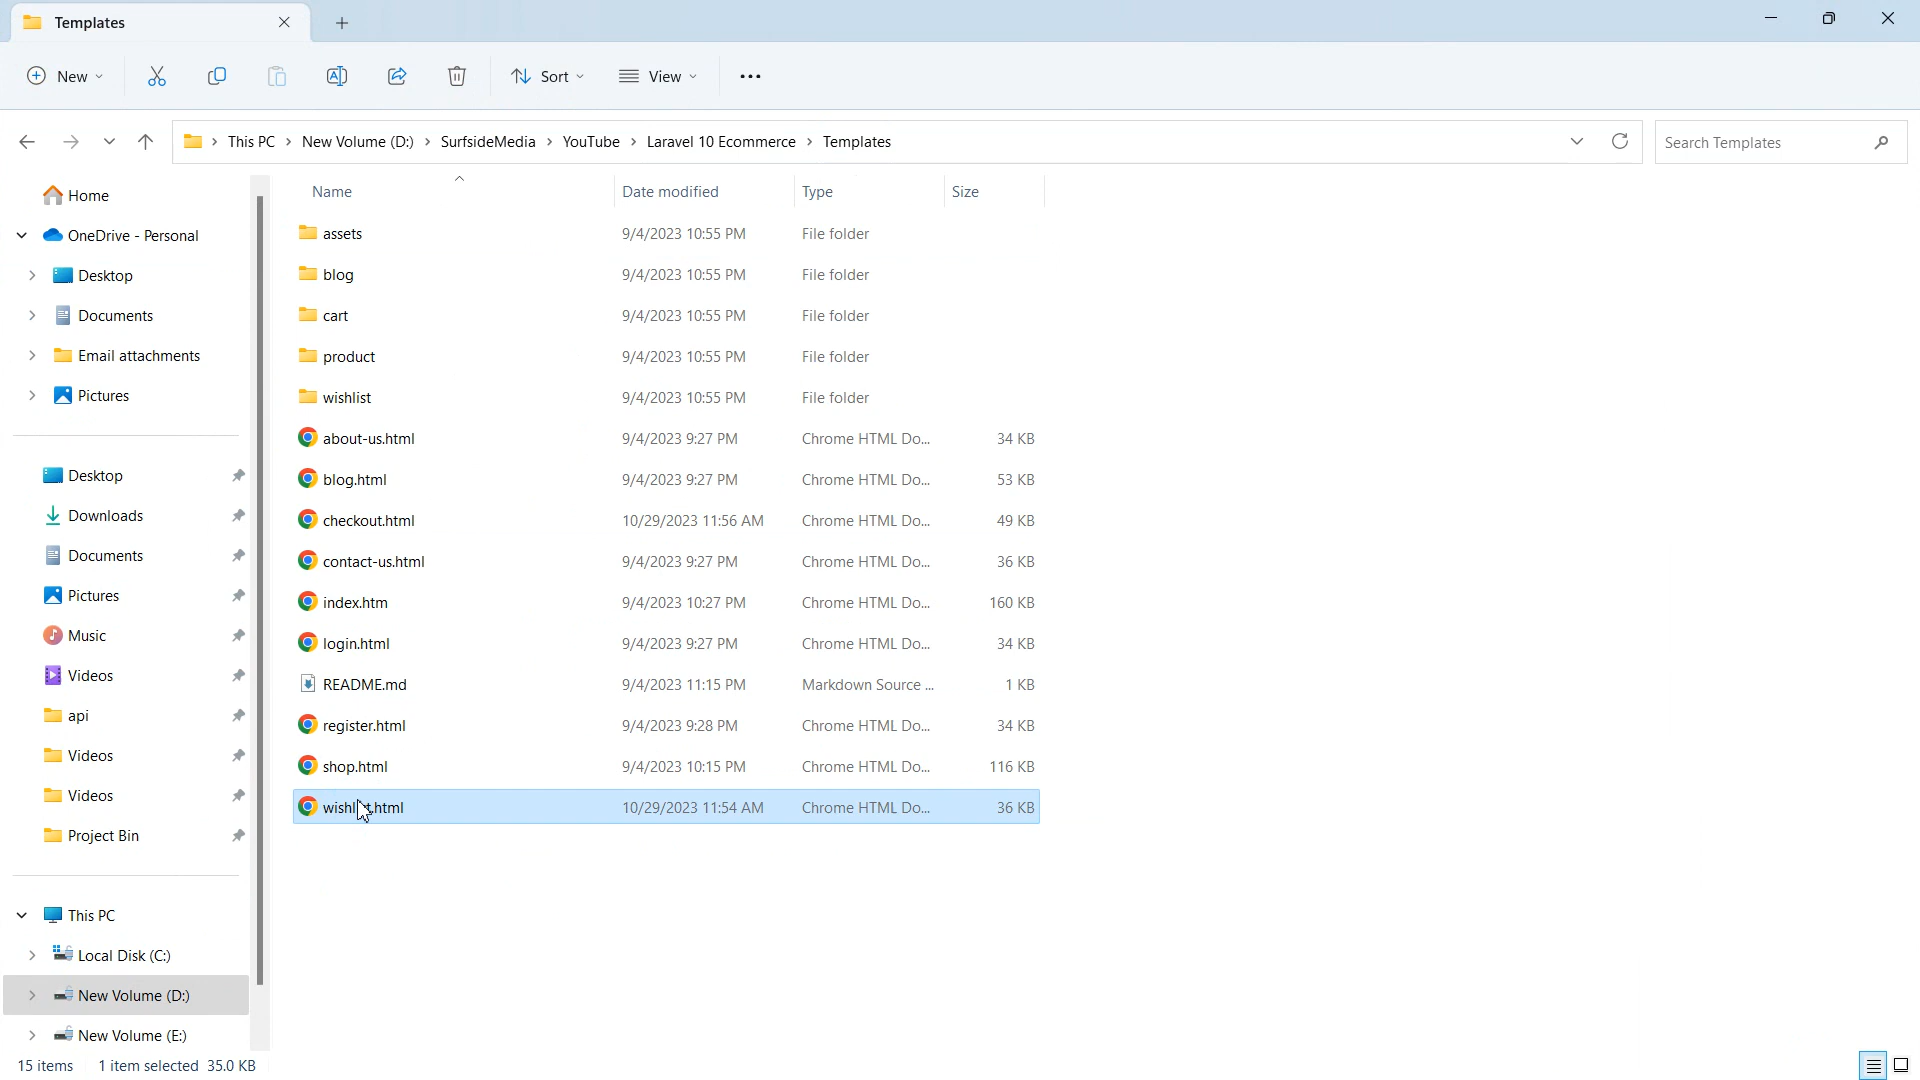 Templates
New
Sort
View
This PC > New Volume (D:) > SurfsideMedia > YouTube > Laravel 10 Ecommerce > Templates
Search Templates
Home
OneDrive - Personal
Desktop
Documents
Email attachments
Pictures
Desktop
Downloads
Documents
Pictures
Music
Videos
api
Videos
Videos
Project Bin
This PC
Local Disk (C:)
New Volume (D:)
New Volume (E:)
Name Date modified Type Size
assets 9/4/2023 10:55 PM File folder
blog 9/4/2023 10:55 PM File folder
cart 9/4/2023 10:55 PM File folder
product 9/4/2023 10:55 PM File folder
wishlist 9/4/2023 10:55 PM File folder
about-us.html 9/4/2023 9:27 PM Chrome HTML Do... 34 KB
blog.html 9/4/2023 9:27 PM Chrome HTML Do... 53 KB
checkout.html 10/29/2023 11:56 AM Chrome HTML Do... 49 KB
contact-us.html 9/4/2023 9:27 PM Chrome HTML Do... 36 KB
index.htm 9/4/2023 10:27 PM Chrome HTML Do... 160 KB
login.html 9/4/2023 9:27 PM Chrome HTML Do... 34 KB
README.md 9/4/2023 11:15 PM Markdown Source ... 1 KB
register.html 9/4/2023 9:28 PM Chrome HTML Do... 34 KB
shop.html 9/4/2023 10:15 PM Chrome HTML Do... 116 KB
wishlist.html 10/29/2023 11:54 AM Chrome HTML Do... 36 KB
15 items 1 item selected 35.0 KB